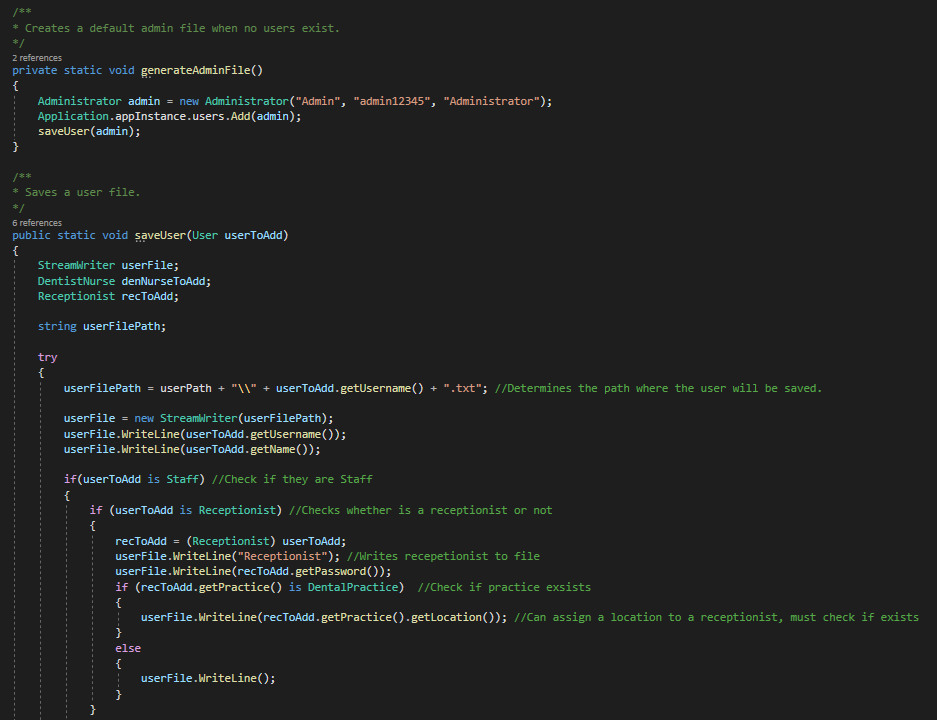 /**
* Creates a default admin file when no users exist.
*/
2 references
private static void generateAdminFile()
{
Administrator admin = new Administrator("Admin", "admin12345", "Administrator");
Application.appInstance.users.Add(admin);
saveUser(admin);
}
/**
* Saves a user file.
*/
6 references
public static void saveUser(User userToAdd)
{
StreamWriter userFile;
DentistNurse denNurseToAdd;
Receptionist recToAdd;
string userFilePath;
try
{
userFilePath = userPath + "\\" + userToAdd.getUsername() + ".txt"; //Determines the path where the user will be saved.
userFile = new StreamWriter(userFilePath);
userFile.WriteLine(userToAdd.getUsername());
userFile.WriteLine(userToAdd.getName());
if(userToAdd is Staff) //Check if they are Staff
{
if (userToAdd is Receptionist) //Checks whether is a receptionist or not
{
recToAdd = (Receptionist) userToAdd;
userFile.WriteLine("Receptionist"); //Writes recepetionist to file
userFile.WriteLine(recToAdd.getPassword());
if (recToAdd.getPractice() is DentalPractice) //Check if practice exsists
{
userFile.WriteLine(recToAdd.getPractice().getLocation()); //Can assign a location to a receptionist, must check if exists
}
else
{
userFile.WriteLine();
}
}